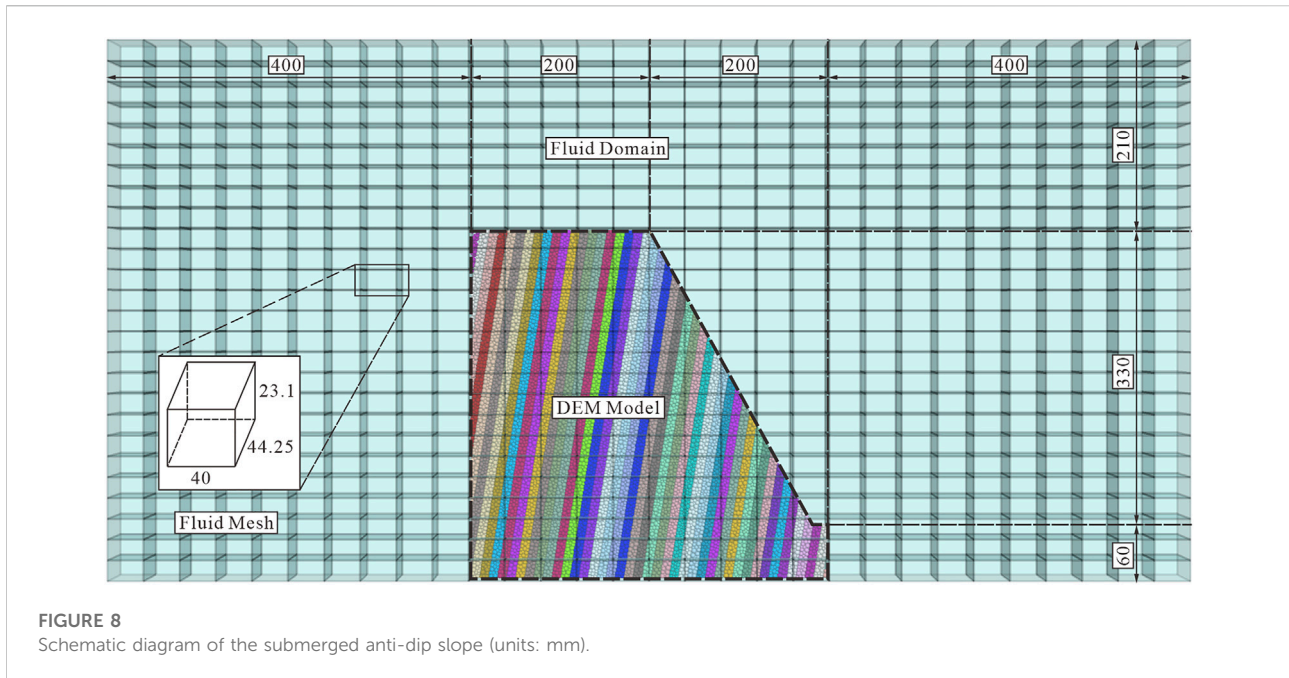 400
200
200
400
Fluid Domain
210
DEM Model
330
23.1
44.25
40
Fluid Mesh
60
FIGURE 8
Schematic diagram of the submerged anti-dip slope (units: mm).